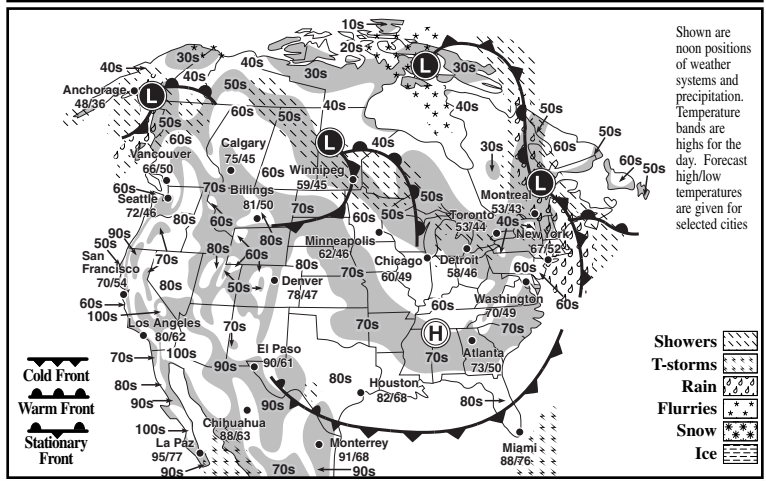 10s
20s
30s
40s
40s
30s
30s
40s
50s
Anchorage
48/36
L
L
40s
60s
40s
50s
50s
Shown are
noon positions
of weather
systems and
precipitation.
Temperature
bands are
highs for the
day. Forecast
high/low
temperatures
are given for
selected cities
50s
60s
Calgary
75/45
L
40s
30s
60s
60s
50s
Vancouver
66/50
60s
Winnipeg
59/45
L
60s
Seattle
72/46
70s
Billings
81/50
50s
Montreal
53/43
80s
60s
70s
60s
50s
Toronto
53/44
40s
New York
67/52
90s
50s
San
Francisco
70/54
70s
80s
80s
60s
80s
Minneapolis
62/46
70s
Chicago
60/49
Detroit
58/46
60s
80s
50s
Denver
78/47
60s
100s
60s
Washington
70/49
60s
Los Angeles
80/62
70s
70s
H
70s
70s
Atlanta
73/50
Showers
T-storms
Rain
Flurries
Snow
Ice
70s
100s
90s
El Paso
90/61
Cold Front
Warm Front
Stationary
Front
80s
90s
80s
Houston
82/68
80s
90s
Chihuahua
88/63
100s
La Paz
95/77
90s
Monterrey
91/68
70s
90s
Miami
88/76